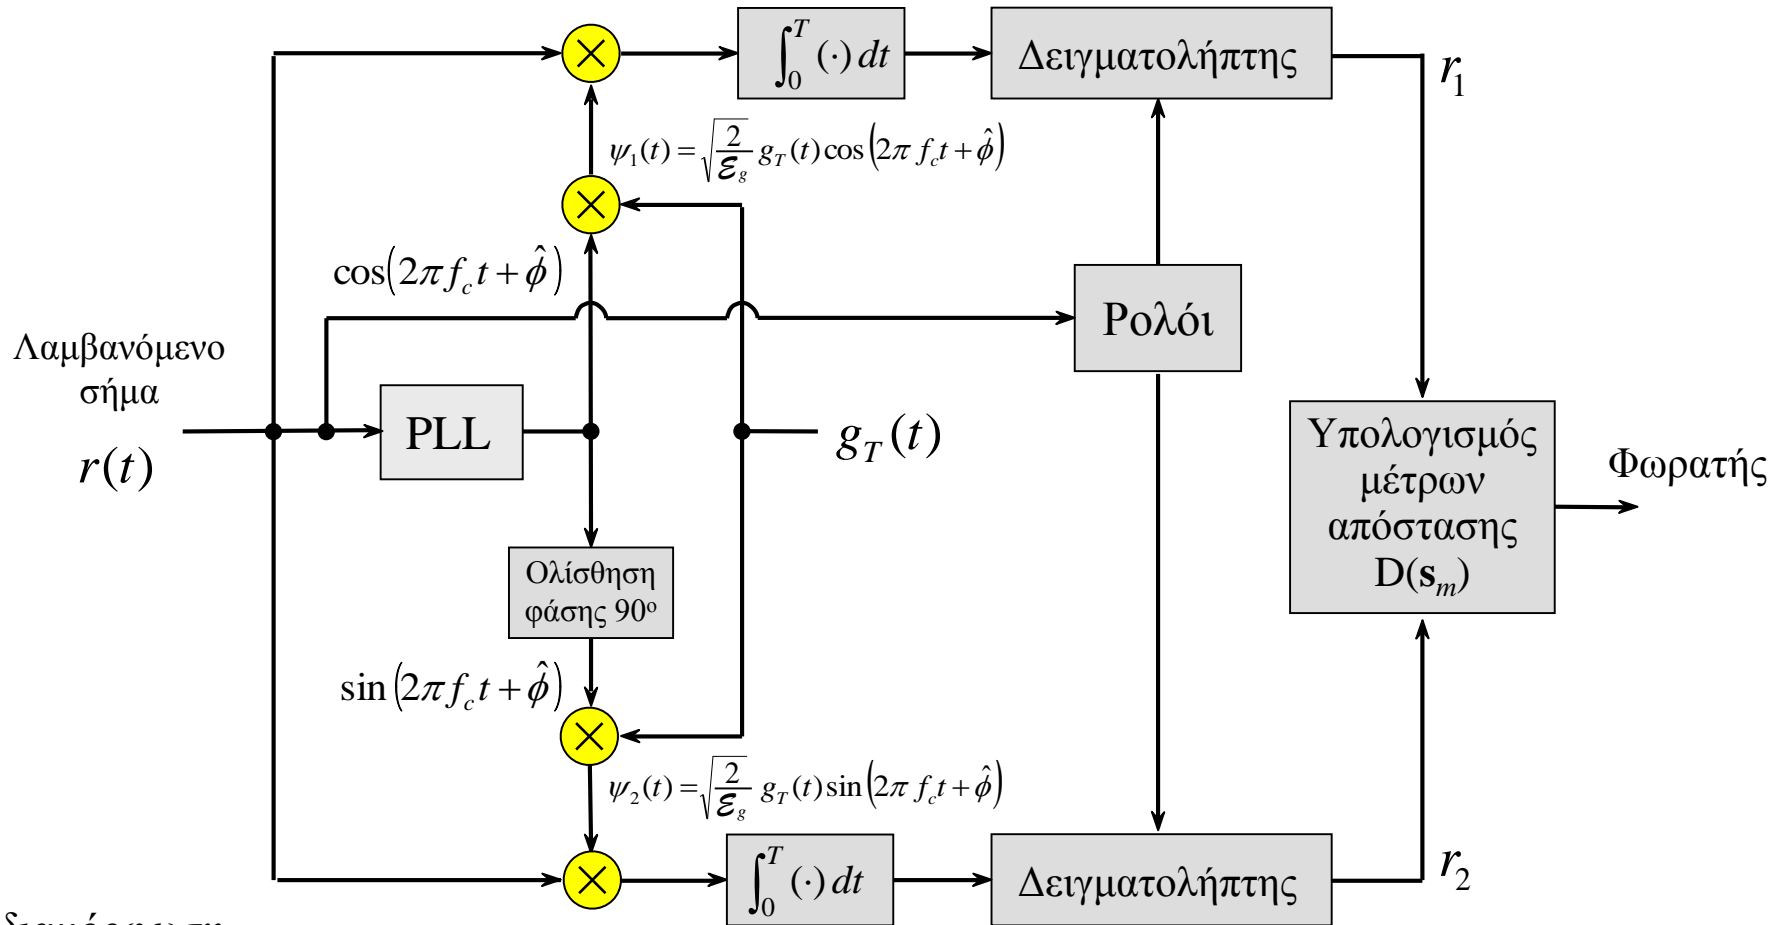 ∫₀ᵀ (·) dt
Δειγματολήπτης
r₁
ψ₁(t) = √(2/ℰ_g) g_T(t) cos(2π f_c t + φ̂)
cos(2π f_c t + φ̂)
Ρολόι
Λαμβανόμενο
σήμα
r(t)
PLL
g_T(t)
Υπολογισμός
μέτρων
απόστασης
D(s_m)
Φωρατής
Ολίσθηση
φάσης 90ο
sin(2π f_c t + φ̂)
ψ₂(t) = √(2/ℰ_g) g_T(t) sin(2π f_c t + φ̂)
∫₀ᵀ (·) dt
Δειγματολήπτης
r₂